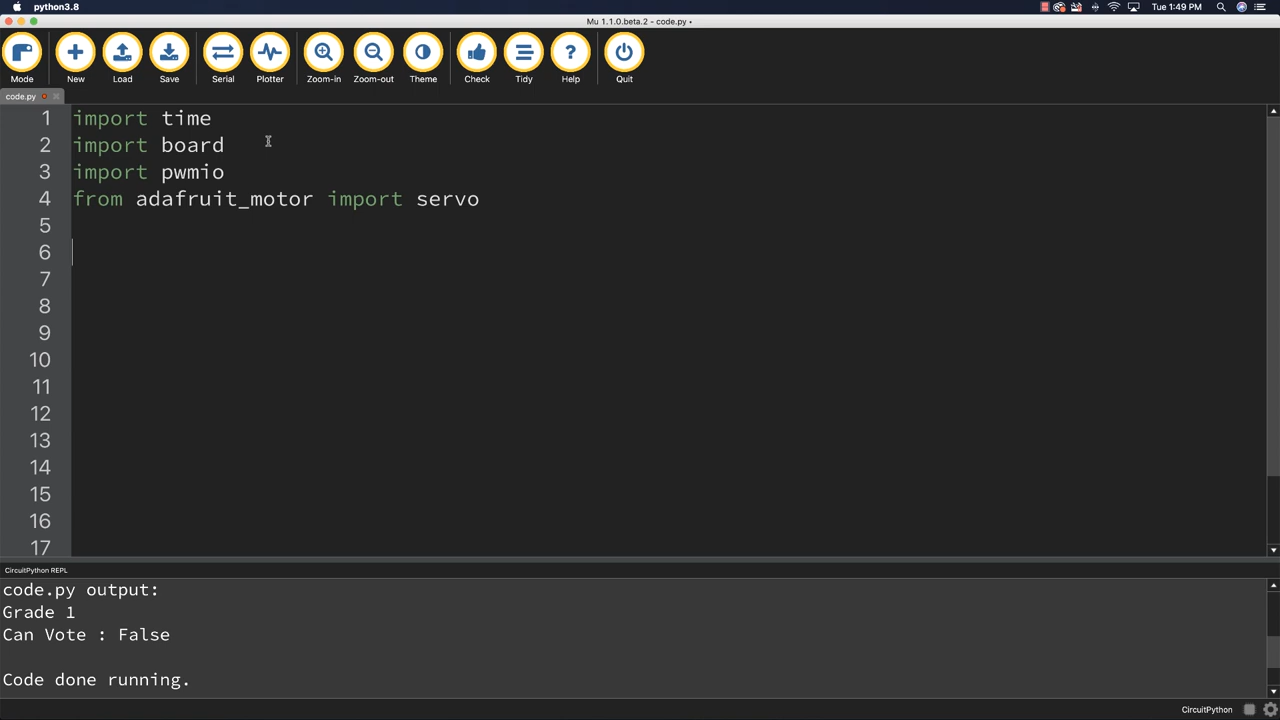 python3.8
Tue 1:49 PM
Mu 1.1.0.beta.2 - code.py •
Mode
New
Load
Save
Serial
Plotter
Zoom-in
Zoom-out
Theme
Check
Tidy
Help
Quit
code.py
1 import time
2 import board
3 import pwmio
4 from adafruit_motor import servo
5
6
7
8
9
10
11
12
13
14
15
16
17
CircuitPython REPL
code.py output:
Grade 1
Can Vote : False
Code done running.
CircuitPython